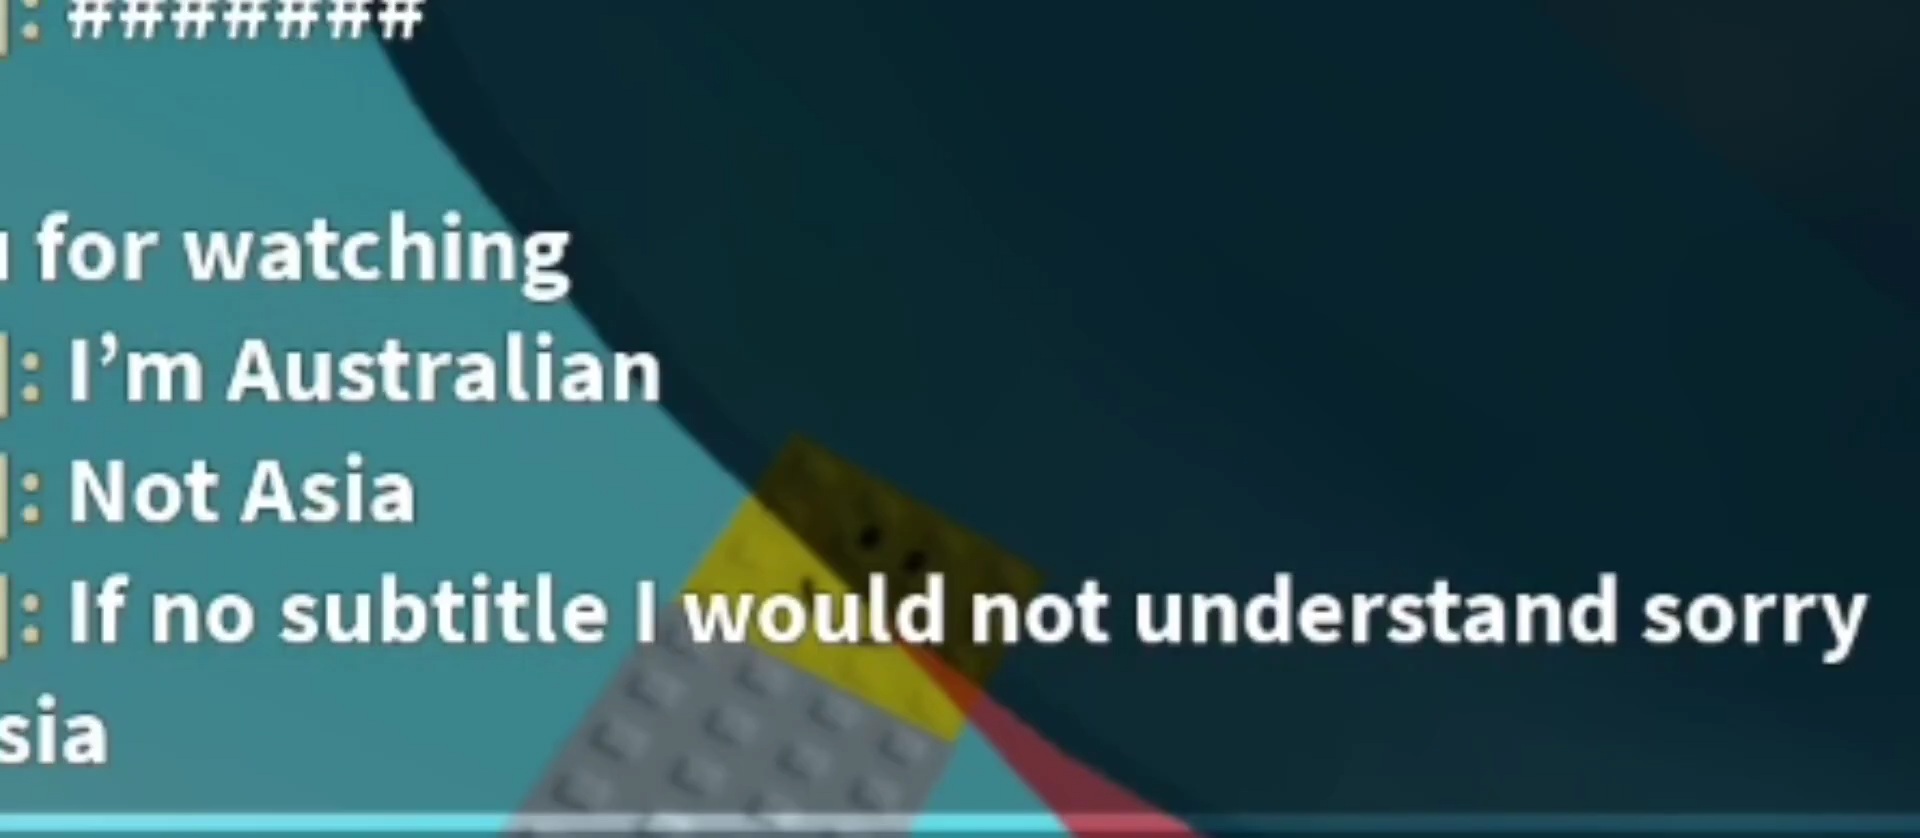 ]: #######
for watching
]: I’m Australian
]: Not Asia
]: If no subtitle I would not understand sorry
sia